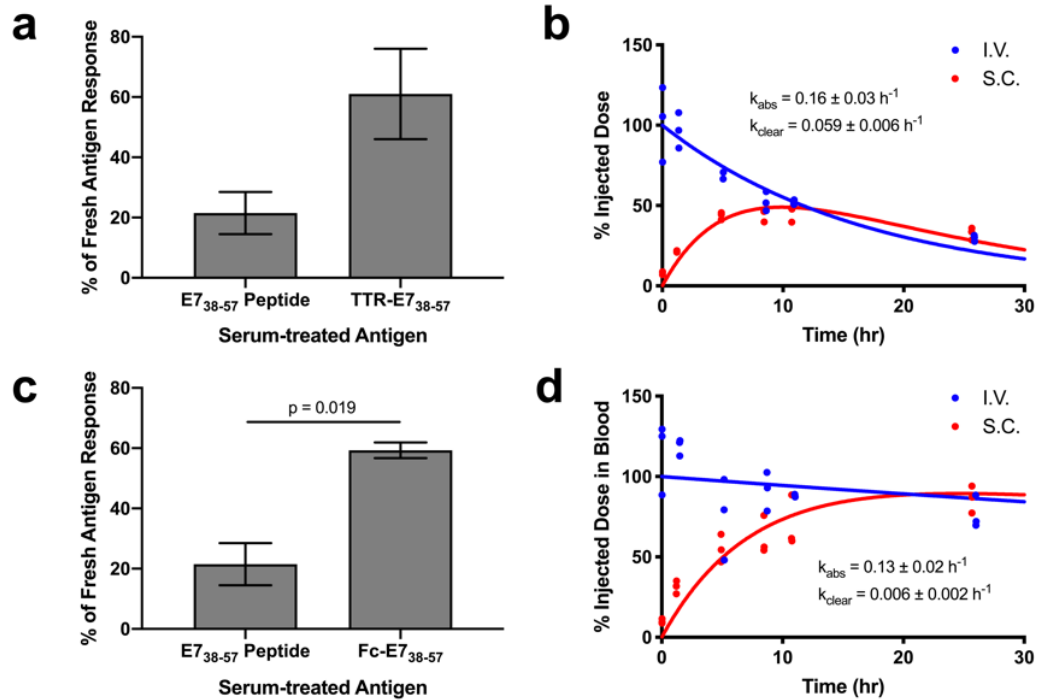 a
% of Fresh Antigen Response
80
60
40
20
0
E7₃₈₋₅₇ Peptide
TTR-E7₃₈₋₅₇
Serum-treated Antigen
b
% Injected Dose
150
100
50
0
I.V.
S.C.
k_abs = 0.16 ± 0.03 h⁻¹
k_clear = 0.059 ± 0.006 h⁻¹
0
10
20
30
Time (hr)
c
% of Fresh Antigen Response
80
60
40
20
0
p = 0.019
E7₃₈₋₅₇ Peptide
Fc-E7₃₈₋₅₇
Serum-treated Antigen
d
% Injected Dose in Blood
150
100
50
0
I.V.
S.C.
k_abs = 0.13 ± 0.02 h⁻¹
k_clear = 0.006 ± 0.002 h⁻¹
0
10
20
30
Time (hr)